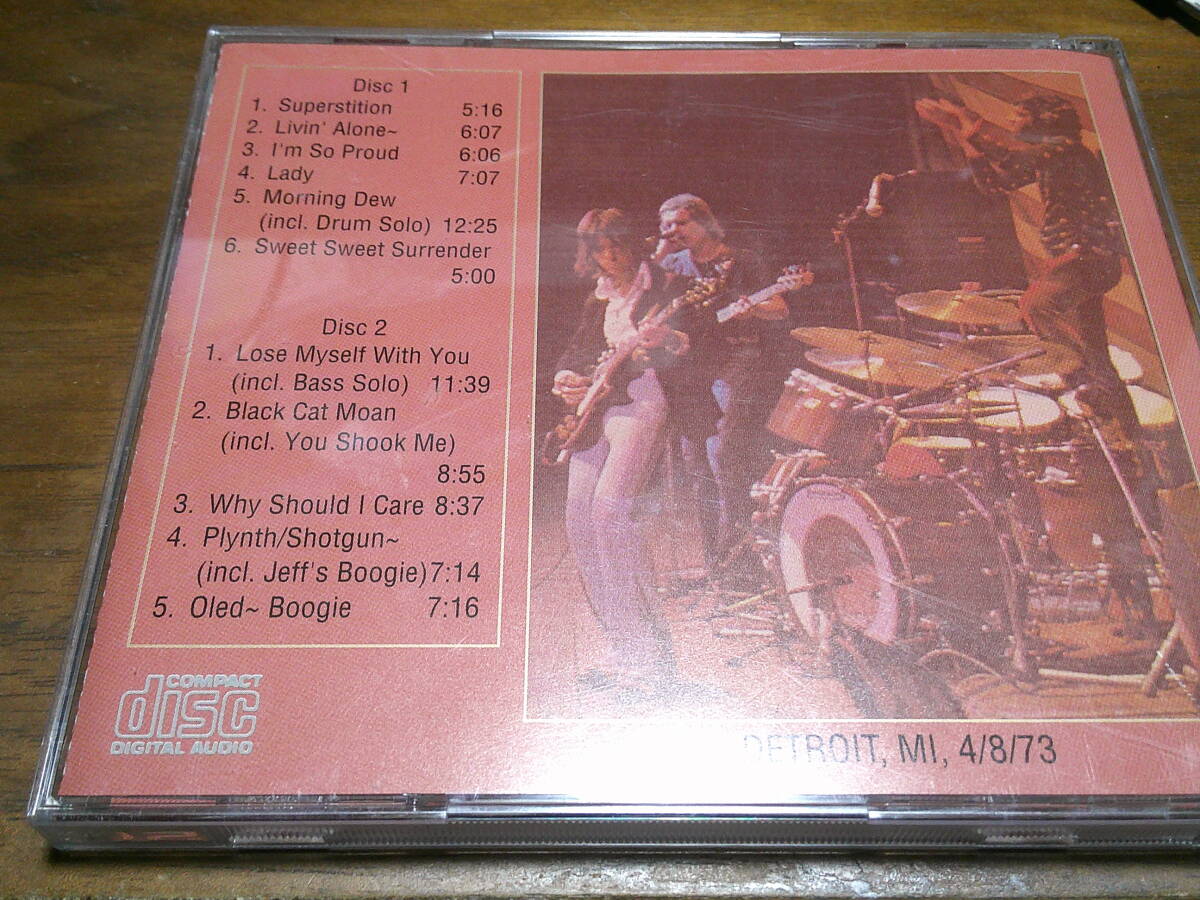 Disc 1
1. Superstition 5:16
2. Livin' Alone~ 6:07
3. I'm So Proud 6:06
4. Lady 7:07
5. Morning Dew
(incl. Drum Solo) 12:25
6. Sweet Sweet Surrender
5:00
Disc 2
1. Lose Myself With You
(incl. Bass Solo) 11:39
2. Black Cat Moan
(incl. You Shook Me)
8:55
3. Why Should I Care 8:37
4. Plynth/Shotgun~
(incl. Jeff's Boogie) 7:14
5. Oled~ Boogie 7:16
COMPACT
disc
DIGITAL AUDIO
DETROIT, MI, 4/8/73